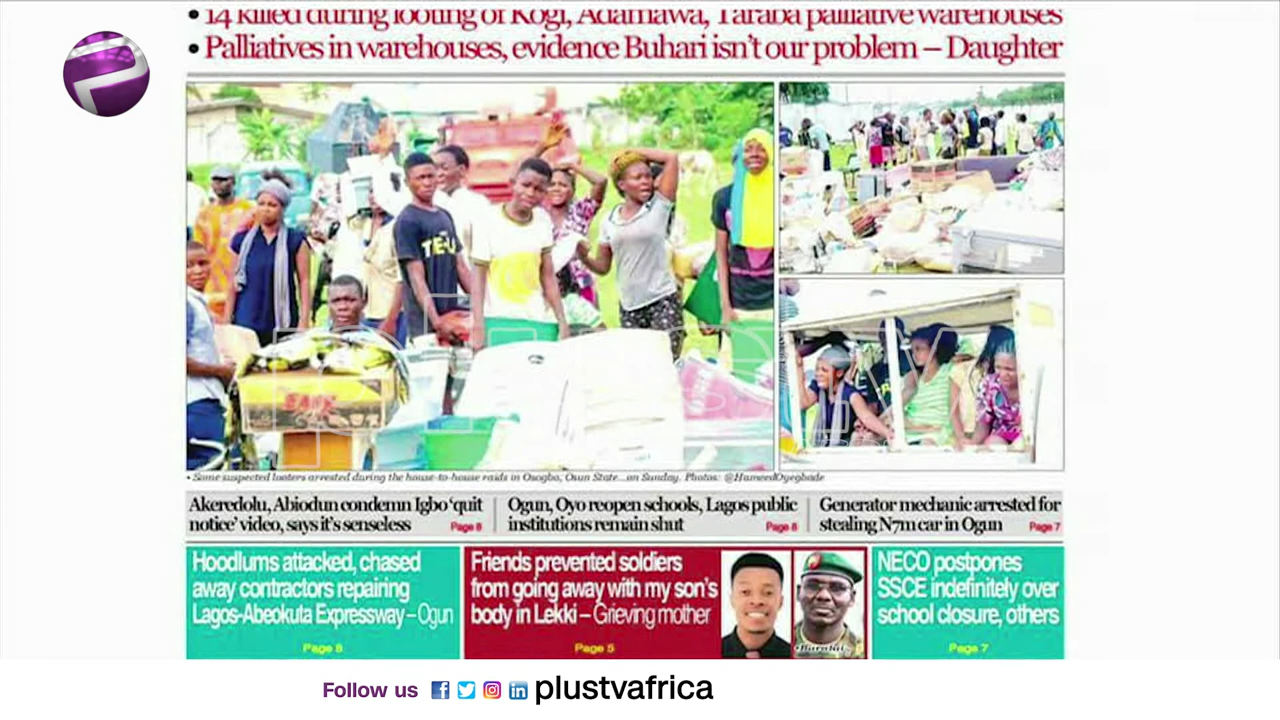 • 14 killed during looting of Kogi, Adamawa, Taraba palliative warehouses
• Palliatives in warehouses, evidence Buhari isn't our problem – Daughter
• Some suspected looters arrested during the house-to-house raids in Osogbo, Osun State...on Sunday. Photos: @HameedOyegbade
Akeredolu, Abiodun condemn Igbo 'quit
notice' video, says it's senseless Page 8
Ogun, Oyo reopen schools, Lagos public
institutions remain shut Page 8
Generator mechanic arrested for
stealing N7m car in Ogun Page 7
Hoodlums attacked, chased
away contractors repairing
Lagos-Abeokuta Expressway – Ogun
Page 8
Friends prevented soldiers
from going away with my son's
body in Lekki – Grieving mother
Page 5
•Buratai
NECO postpones
SSCE indefinitely over
school closure, others
Page 7
Follow us plustvafrica